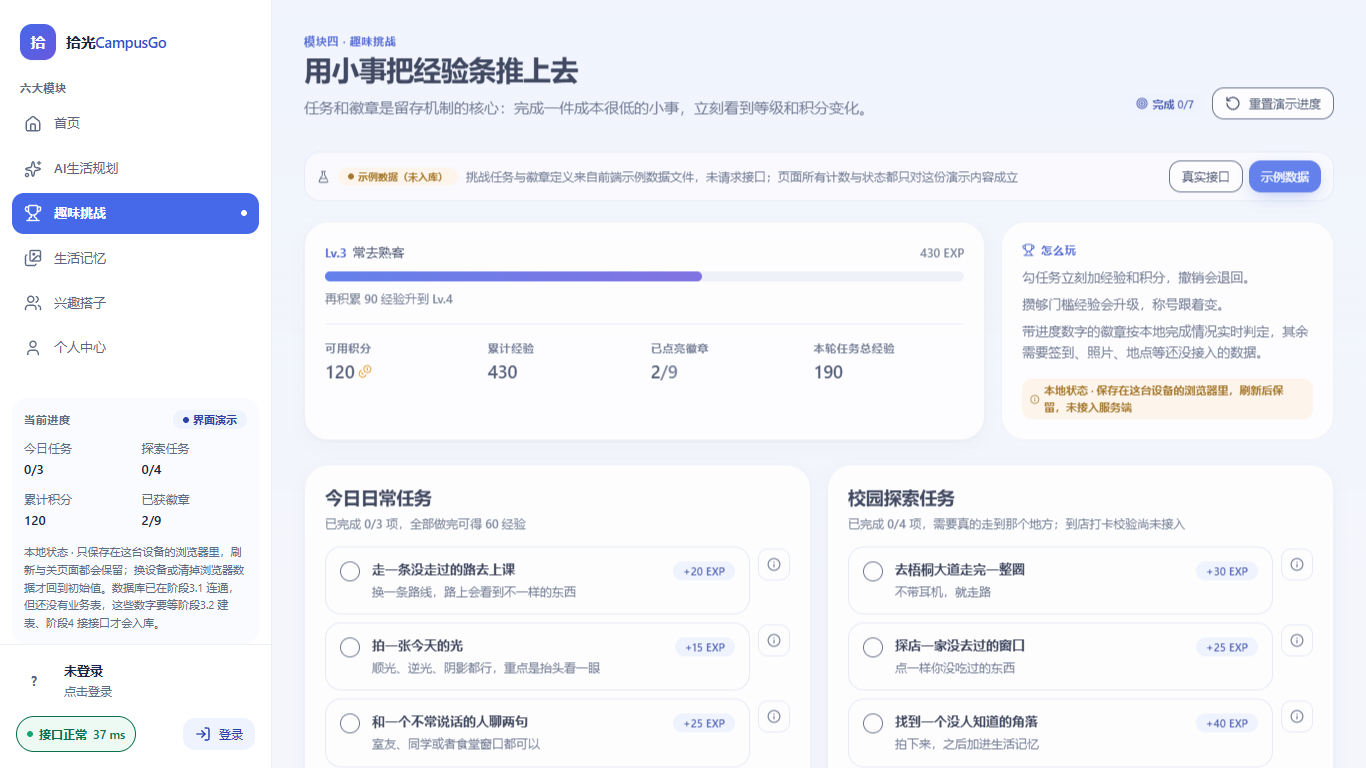 拾
拾光CampusGo
六大模块
首页
AI生活规划
趣味挑战
生活记忆
兴趣搭子
个人中心
当前进度
界面演示
今日任务
探索任务
0/3
0/4
累计积分
已获徽章
120
2/9
本地状态 · 只保存在这台设备的浏览器里，刷
新与关页面都会保留；换设备或清掉浏览器数
据才回到初始值。数据库已在阶段3.1 连通，
但还没有业务表，这些数字要等阶段3.2 建
表、阶段4 接接口才会入库。
?
未登录
点击登录
接口正常 37 ms
登录
模块四 · 趣味挑战
用小事把经验条推上去
任务和徽章是留存机制的核心：完成一件成本很低的小事，立刻看到等级和积分变化。
完成 0/7
重置演示进度
示例数据（未入库）
挑战任务与徽章定义来自前端示例数据文件，未请求接口；页面所有计数与状态都只对这份演示内容成立
真实接口
示例数据
Lv.3 常去熟客
430 EXP
再积累 90 经验升到 Lv.4
可用积分
累计经验
已点亮徽章
本轮任务总经验
120
430
2/9
190
怎么玩
勾任务立刻加经验和积分，撤销会退回。
攒够门槛经验会升级，称号跟着变。
带进度数字的徽章按本地完成情况实时判定，其余
需要签到、照片、地点等还没接入的数据。
本地状态 · 保存在这台设备的浏览器里，刷新后保
留，未接入服务端
今日日常任务
已完成 0/3 项，全部做完可得 60 经验
走一条没走过的路去上课
+20 EXP
换一条路线，路上会看到不一样的东西
拍一张今天的光
+15 EXP
顺光、逆光、阴影都行，重点是抬头看一眼
和一个不常说话的人聊两句
+25 EXP
室友、同学或者食堂窗口都可以
校园探索任务
已完成 0/4 项，需要真的走到那个地方；到店打卡校验尚未接入
去梧桐大道走完一整圈
+30 EXP
不带耳机，就走路
探店一家没去过的窗口
+25 EXP
点一样你没吃过的东西
找到一个没人知道的角落
+40 EXP
拍下来，之后加进生活记忆